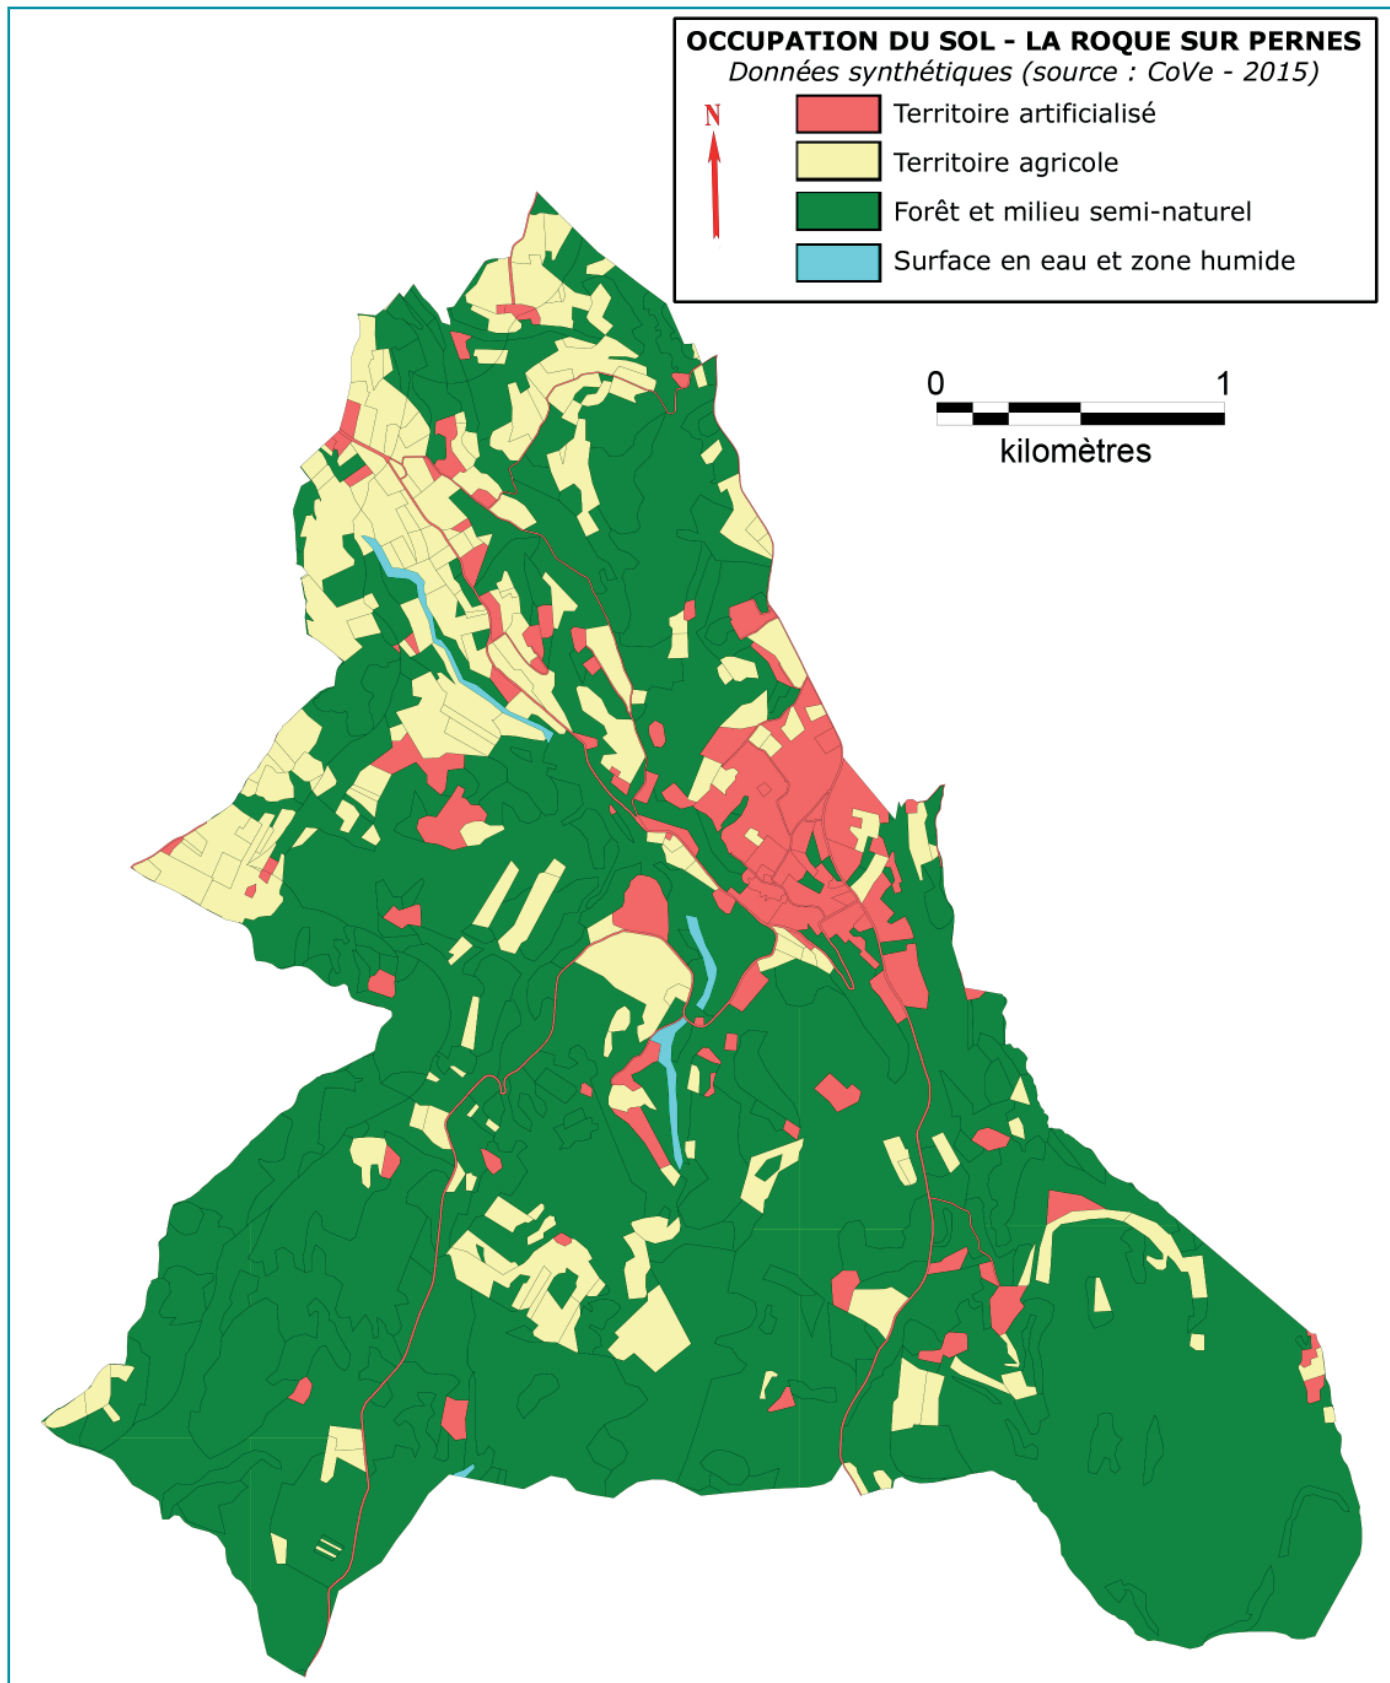 OCCUPATION DU SOL - LA ROQUE SUR PERNES
Données synthétiques (source : CoVe - 2015)
N
Territoire artificialisé
Territoire agricole
Forêt et milieu semi-naturel
Surface en eau et zone humide
0 1
kilomètres